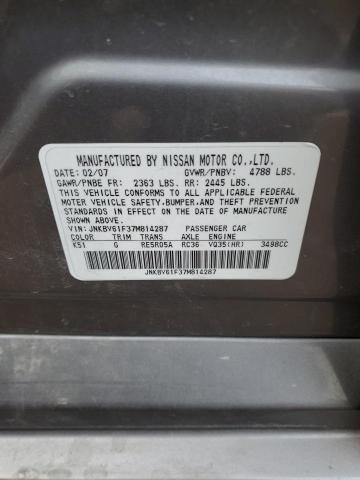 MANUFACTURED BY NISSAN MOTOR CO.,LTD.
DATE: 02/07 GVWR/PNBV: 4788 LBS.
GAWR/PNBE FR: 2363 LBS. RR: 2445 LBS.
THIS VEHICLE CONFORMS TO ALL APPLICABLE FEDERAL
MOTOR VEHICLE SAFETY,BUMPER,AND THEFT PREVENTION
STANDARDS IN EFFECT ON THE DATE OF MANUFACTURE
SHOWN ABOVE.
VIN: JNKBV61F37M814287 PASSENGER CAR
COLOR TRIM TRANS AXLE ENGINE
K51 G RE5R05A RC36 VQ35(HR) 3498CC
JNKBV61F37M814287